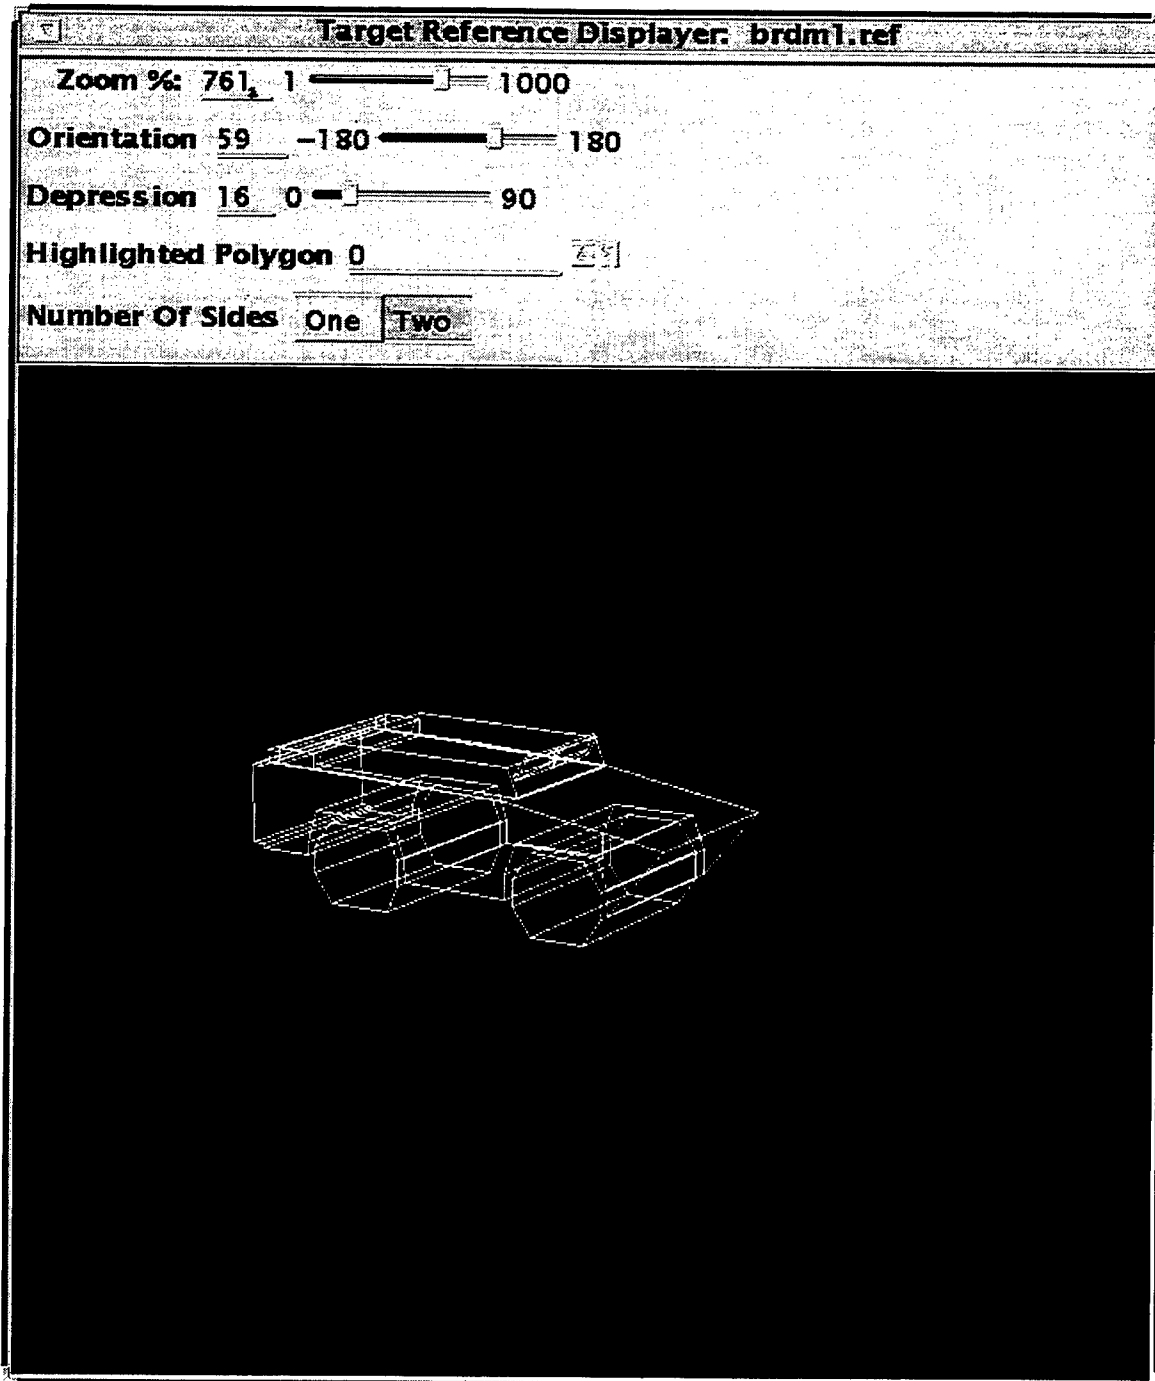 Target Reference Displayer: brdm1.ref
Zoom %: 761 1 1000
Orientation 59 -180 180
Depression 16 0 90
Highlighted Polygon 0
Number Of Sides One Two